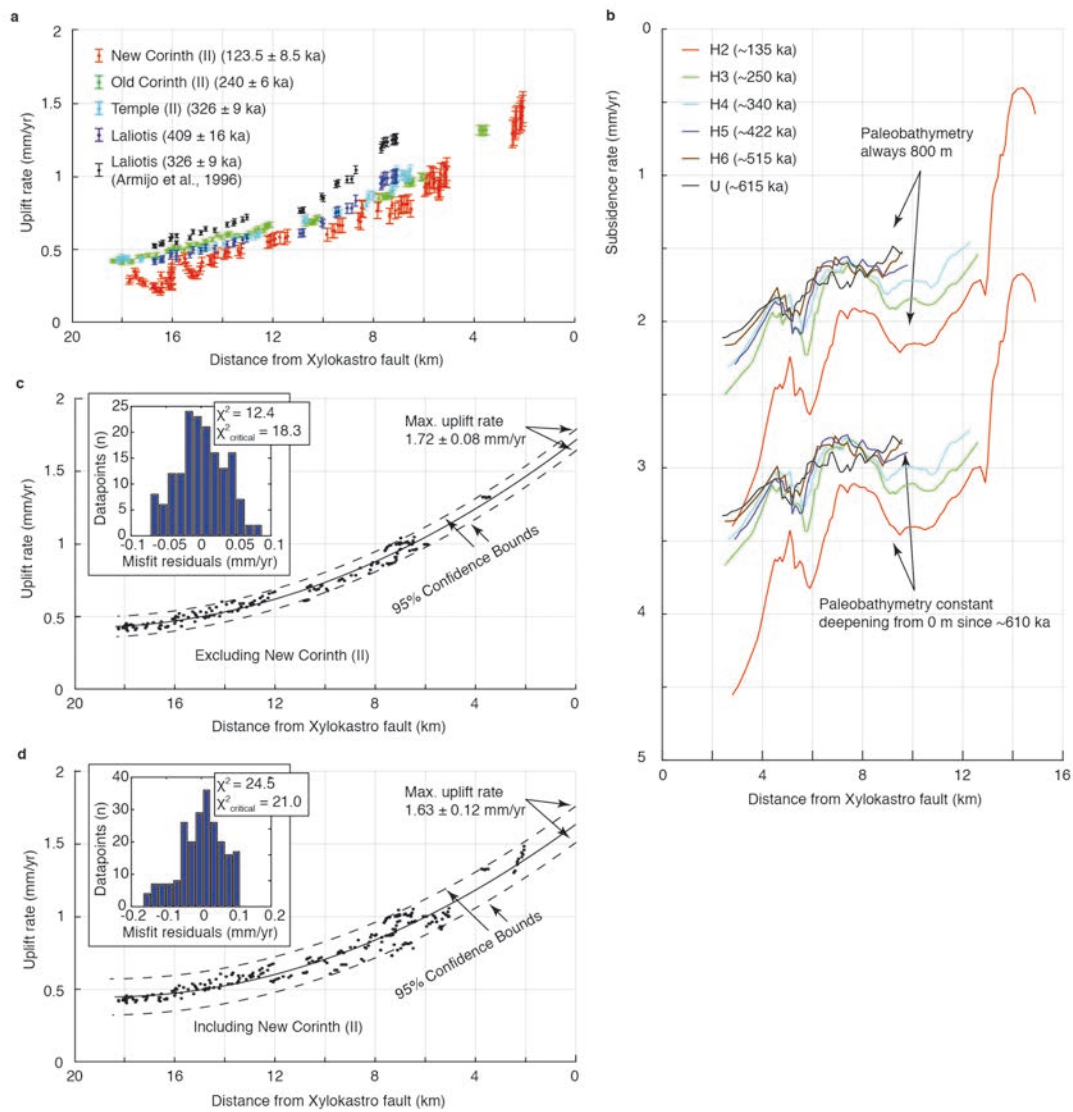 a
2
1.5
1
0.5
0
Uplift rate (mm/yr)
New Corinth (II) (123.5 ± 8.5 ka)
Old Corinth (II) (240 ± 6 ka)
Temple (II) (326 ± 9 ka)
Laliotis (409 ± 16 ka)
Laliotis (326 ± 9 ka)
(Armijo et al., 1996)
20 16 12 8 4 0
Distance from Xylokastro fault (km)
b
0
1
2
3
4
5
Subsidence rate (mm/yr)
H2 (~135 ka)
H3 (~250 ka)
H4 (~340 ka)
H5 (~422 ka)
H6 (~515 ka)
U (~615 ka)
Paleobathymetry
always 800 m
Paleobathymetry constant
deepening from 0 m since ~610 ka
0 4 8 12 16
Distance from Xylokastro fault (km)
c
2
1.5
1
0.5
0
Uplift rate (mm/yr)
25
20
15
10
5
0
Datapoints (n)
χ² = 12.4
χ²critical = 18.3
-0.1 -0.05 0 0.05 0.1
Misfit residuals (mm/yr)
Max. uplift rate
1.72 ± 0.08 mm/yr
95% Confidence Bounds
Excluding New Corinth (II)
20 16 12 8 4 0
Distance from Xylokastro fault (km)
d
2
1.5
1
0.5
0
Uplift rate (mm/yr)
40
30
20
10
0
Datapoints (n)
χ² = 24.5
χ²critical = 21.0
-0.2 -0.1 0 0.1 0.2
Misfit residuals (mm/yr)
Max. uplift rate
1.63 ± 0.12 mm/yr
95% Confidence Bounds
Including New Corinth (II)
20 16 12 8 4 0
Distance from Xylokastro fault (km)